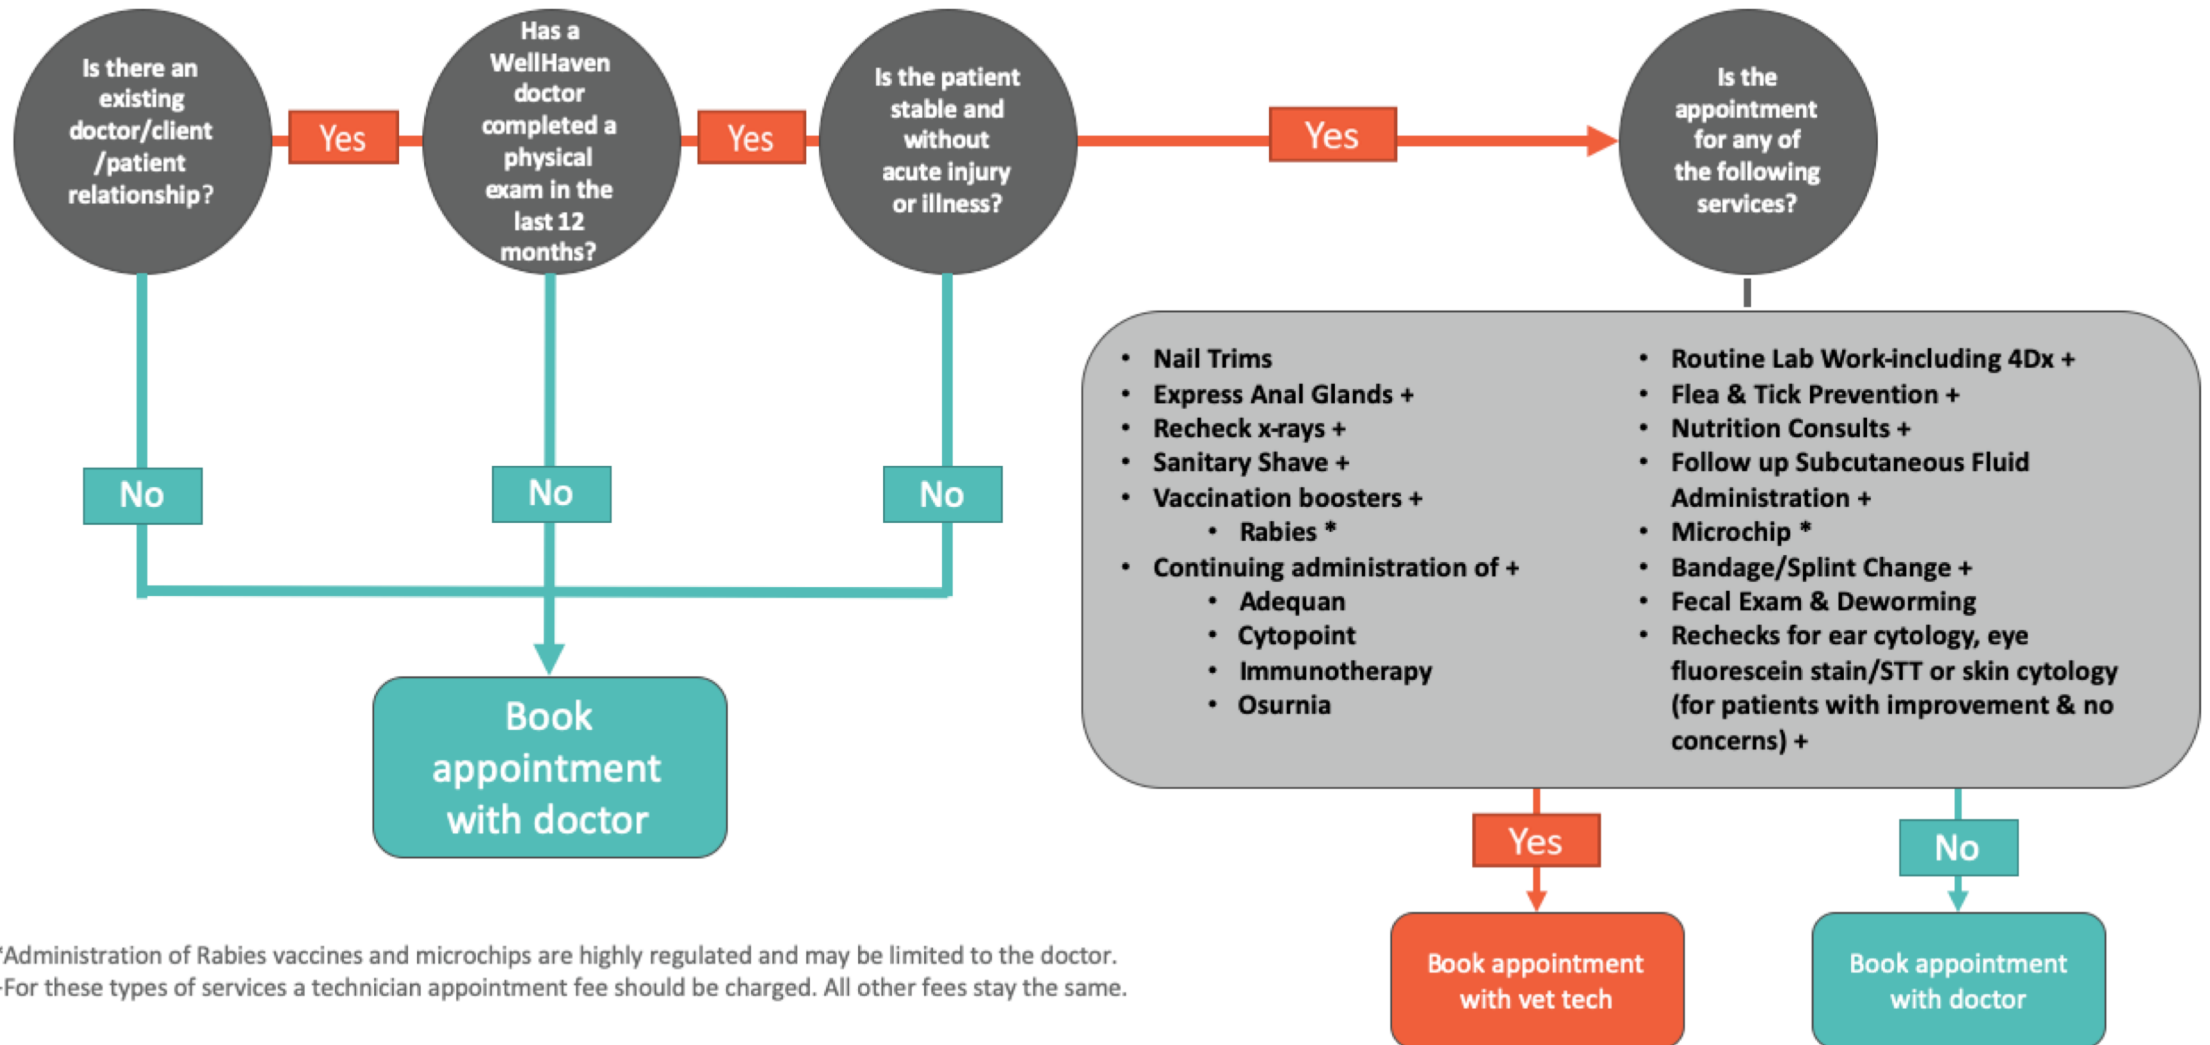 Is there an
existing
doctor/client
/patient
relationship?
Yes
Has a
WellHaven
doctor
completed a
physical
exam in the
last 12
months?
Yes
Is the patient
stable and
without
acute injury
or illness?
Yes
Is the
appointment
for any of
the following
services?
No
No
No
Book
appointment
with doctor
• Nail Trims
• Express Anal Glands +
• Recheck x-rays +
• Sanitary Shave +
• Vaccination boosters +
• Rabies *
• Continuing administration of +
• Adequan
• Cytopoint
• Immunotherapy
• Osurnia
• Routine Lab Work-including 4Dx +
• Flea & Tick Prevention +
• Nutrition Consults +
• Follow up Subcutaneous Fluid
Administration +
• Microchip *
• Bandage/Splint Change +
• Fecal Exam & Deworming
• Rechecks for ear cytology, eye
fluorescein stain/STT or skin cytology
(for patients with improvement & no
concerns) +
Yes
No
Book appointment
with vet tech
Book appointment
with doctor
*Administration of Rabies vaccines and microchips are highly regulated and may be limited to the doctor.
+For these types of services a technician appointment fee should be charged. All other fees stay the same.